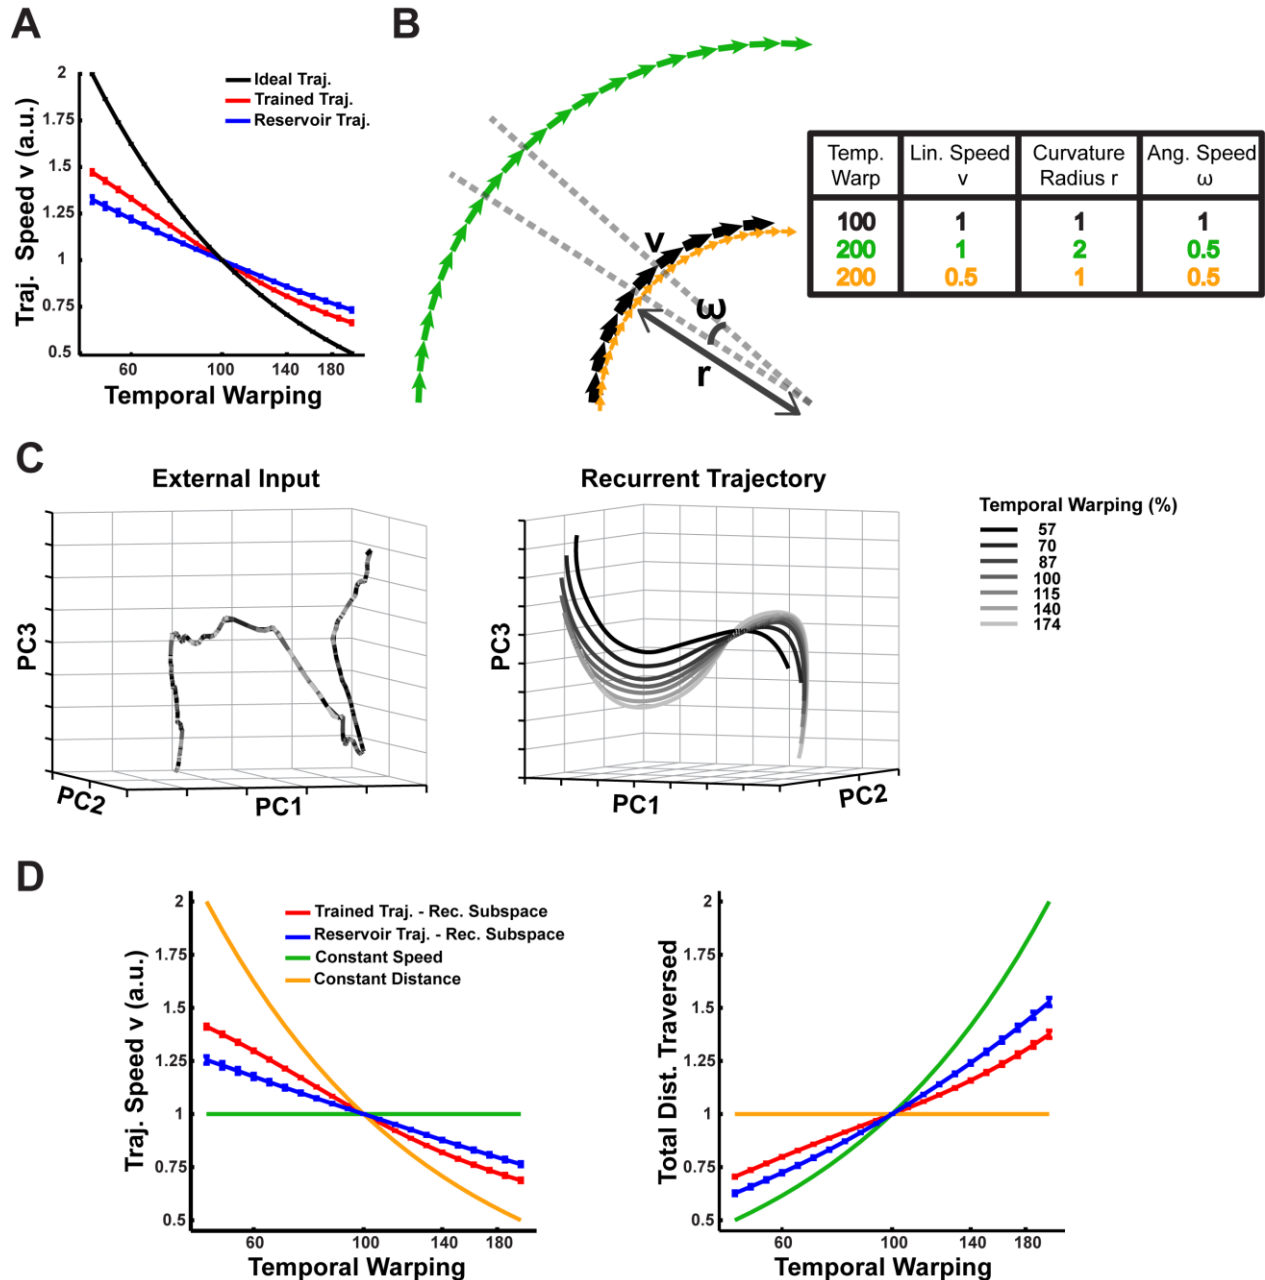 A
2
1.75
1.5
1.25
1
0.75
0.5
Traj. Speed v (a.u.)
Ideal Traj.
Trained Traj.
Reservoir Traj.
60
100
140
180
Temporal Warping
B
v
ω
r
Temp. Warp
Lin. Speed v
Curvature Radius r
Ang. Speed ω
100 1 1 1
200 1 2 0.5
200 0.5 1 0.5
C
External Input
PC3
PC2
PC1
Recurrent Trajectory
PC3
PC1
PC2
Temporal Warping (%)
57
70
87
100
115
140
174
D
2
1.75
1.5
1.25
1
0.75
0.5
Traj. Speed v (a.u.)
Trained Traj. - Rec. Subspace
Reservoir Traj. - Rec. Subspace
Constant Speed
Constant Distance
60
100
140
180
Temporal Warping
2
1.75
1.5
1.25
1
0.75
0.5
Total Dist. Traversed
60
100
140
180
Temporal Warping